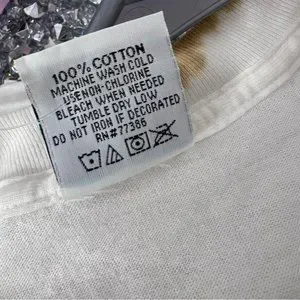 100% COTTON
MACHINE WASH COLD
USE NON-CHLORINE
BLEACH WHEN NEEDED
TUMBLE DRY LOW
DO NOT IRON IF DECORATED
RN#77386